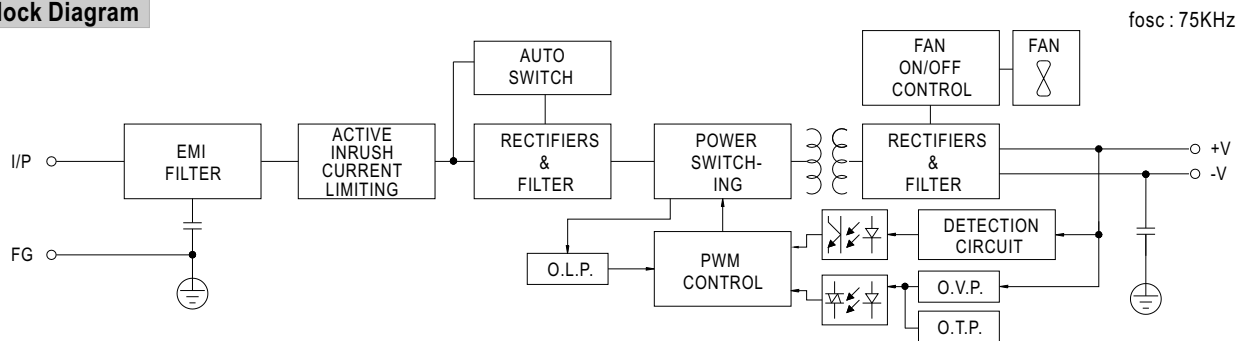 lock Diagram
fosc : 75KHz
AUTO
SWITCH
FAN
ON/OFF
CONTROL
FAN
I/P
EMI
FILTER
ACTIVE
INRUSH
CURRENT
LIMITING
RECTIFIERS
&
FILTER
POWER
SWITCH-
ING
RECTIFIERS
&
FILTER
+V
-V
FG
O.L.P.
PWM
CONTROL
DETECTION
CIRCUIT
O.V.P.
O.T.P.